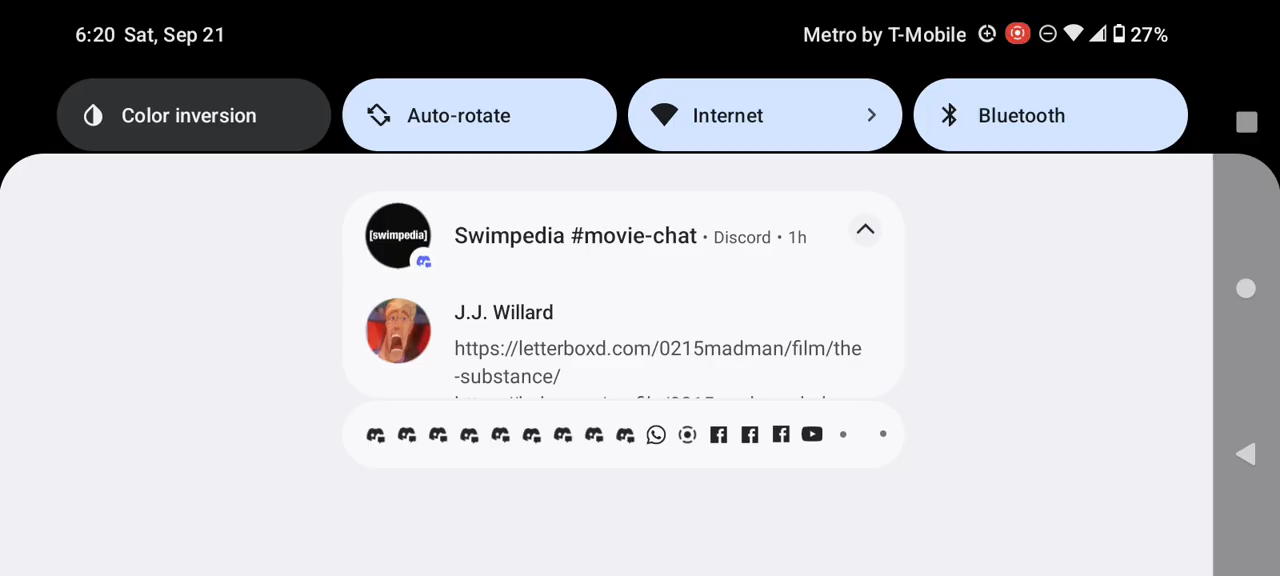 6:20 Sat, Sep 21
Metro by T-Mobile 27%
Color inversion
Auto-rotate
Internet
Bluetooth
[swimpedia]
Swimpedia #movie-chat • Discord • 1h
J.J. Willard
https://letterboxd.com/0215madman/film/the
-substance/